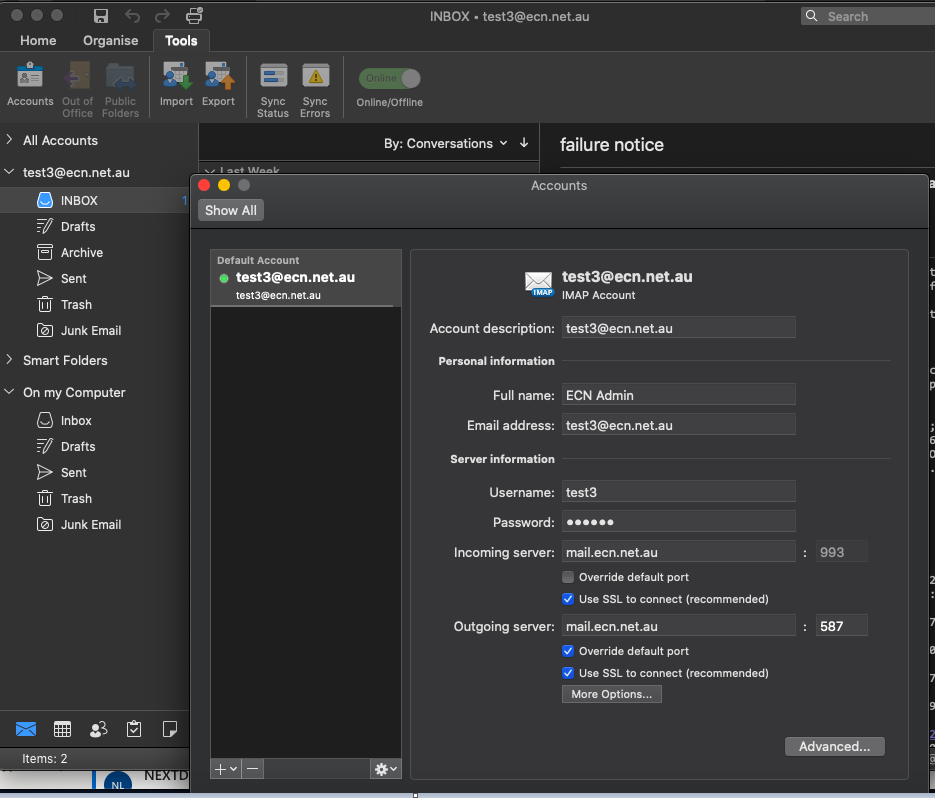 INBOX • test3@ecn.net.au
Search
Home
Organise
Tools
Accounts
Out of Office
Public Folders
Import
Export
Sync Status
Sync Errors
Online
Online/Offline
All Accounts
By: Conversations
failure notice
test3@ecn.net.au
Last Week
INBOX
1
Drafts
Archive
Sent
Trash
Junk Email
Smart Folders
On my Computer
Inbox
Drafts
Sent
Trash
Junk Email
Items: 2
NL
NEXTD
Accounts
Show All
Default Account
test3@ecn.net.au
test3@ecn.net.au
test3@ecn.net.au
IMAP
IMAP Account
Account description: test3@ecn.net.au
Personal information
Full name: ECN Admin
Email address: test3@ecn.net.au
Server information
Username: test3
Password: ••••••
Incoming server: mail.ecn.net.au : 993
Override default port
Use SSL to connect (recommended)
Outgoing server: mail.ecn.net.au : 587
Override default port
Use SSL to connect (recommended)
More Options...
Advanced...